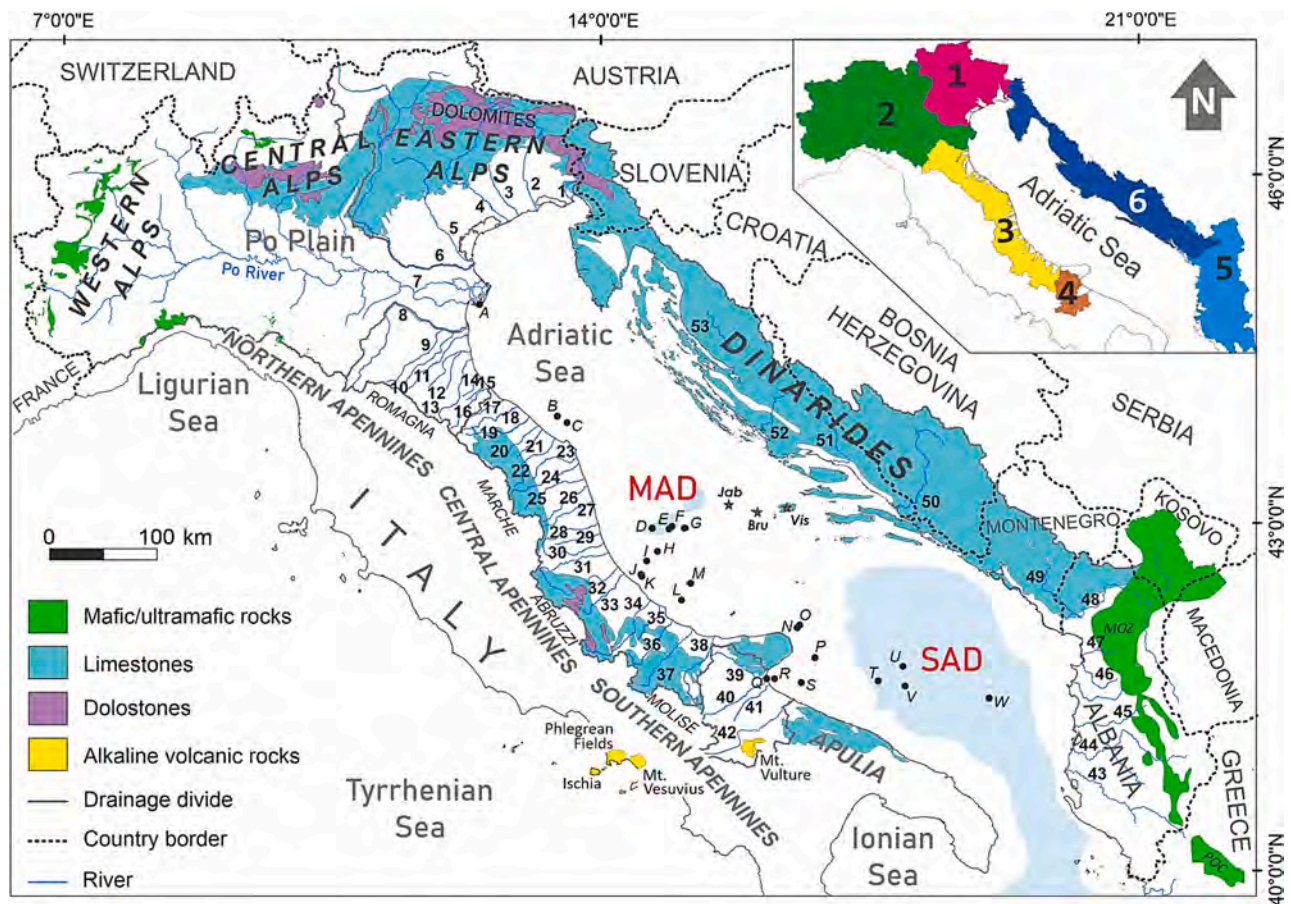 7°0'0"E
14°0'0"E
21°0'0"E
46°0'0"N
43°0'0"N
40°0'0"N
SWITZERLAND
AUSTRIA
DOLOMITES
CENTRAL
ALPS
EASTERN
ALPS
WESTERN
ALPS
SLOVENIA
CROATIA
BOSNIA
HERZEGOVINA
SERBIA
MONTENEGRO
KOSOVO
MACEDONIA
ALBANIA
GREECE
FRANCE
ITALY
Po Plain
Po River
Adriatic
Sea
Ligurian
Sea
Tyrrhenian
Sea
Ionian
Sea
NORTHERN APENNINES
CENTRAL APENNINES
SOUTHERN APENNINES
ROMAGNA
MARCHE
ABRUZZI
MOLISE
APULIA
DINARIDES
MAD
SAD
Jab
Bru
Vis
MOZ
POC
Phlegrean
Fields
Ischia
Mt.
Vesuvius
Mt.
Vulture
1
2
3
4
5
6
7
8
9
10
11
12
13
14
15
16
17
18
19
20
21
22
23
24
25
26
27
28
29
30
31
32
33
34
35
36
37
38
39
40
41
42
43
44
45
46
47
48
49
50
51
52
53
A
B
C
D
E
F
G
H
I
J
K
L
M
N
O
P
Q
R
S
T
U
V
W
1
2
3
4
5
6
Adriatic Sea
N
0
100 km
Mafic/ultramafic rocks
Limestones
Dolostones
Alkaline volcanic rocks
Drainage divide
Country border
River